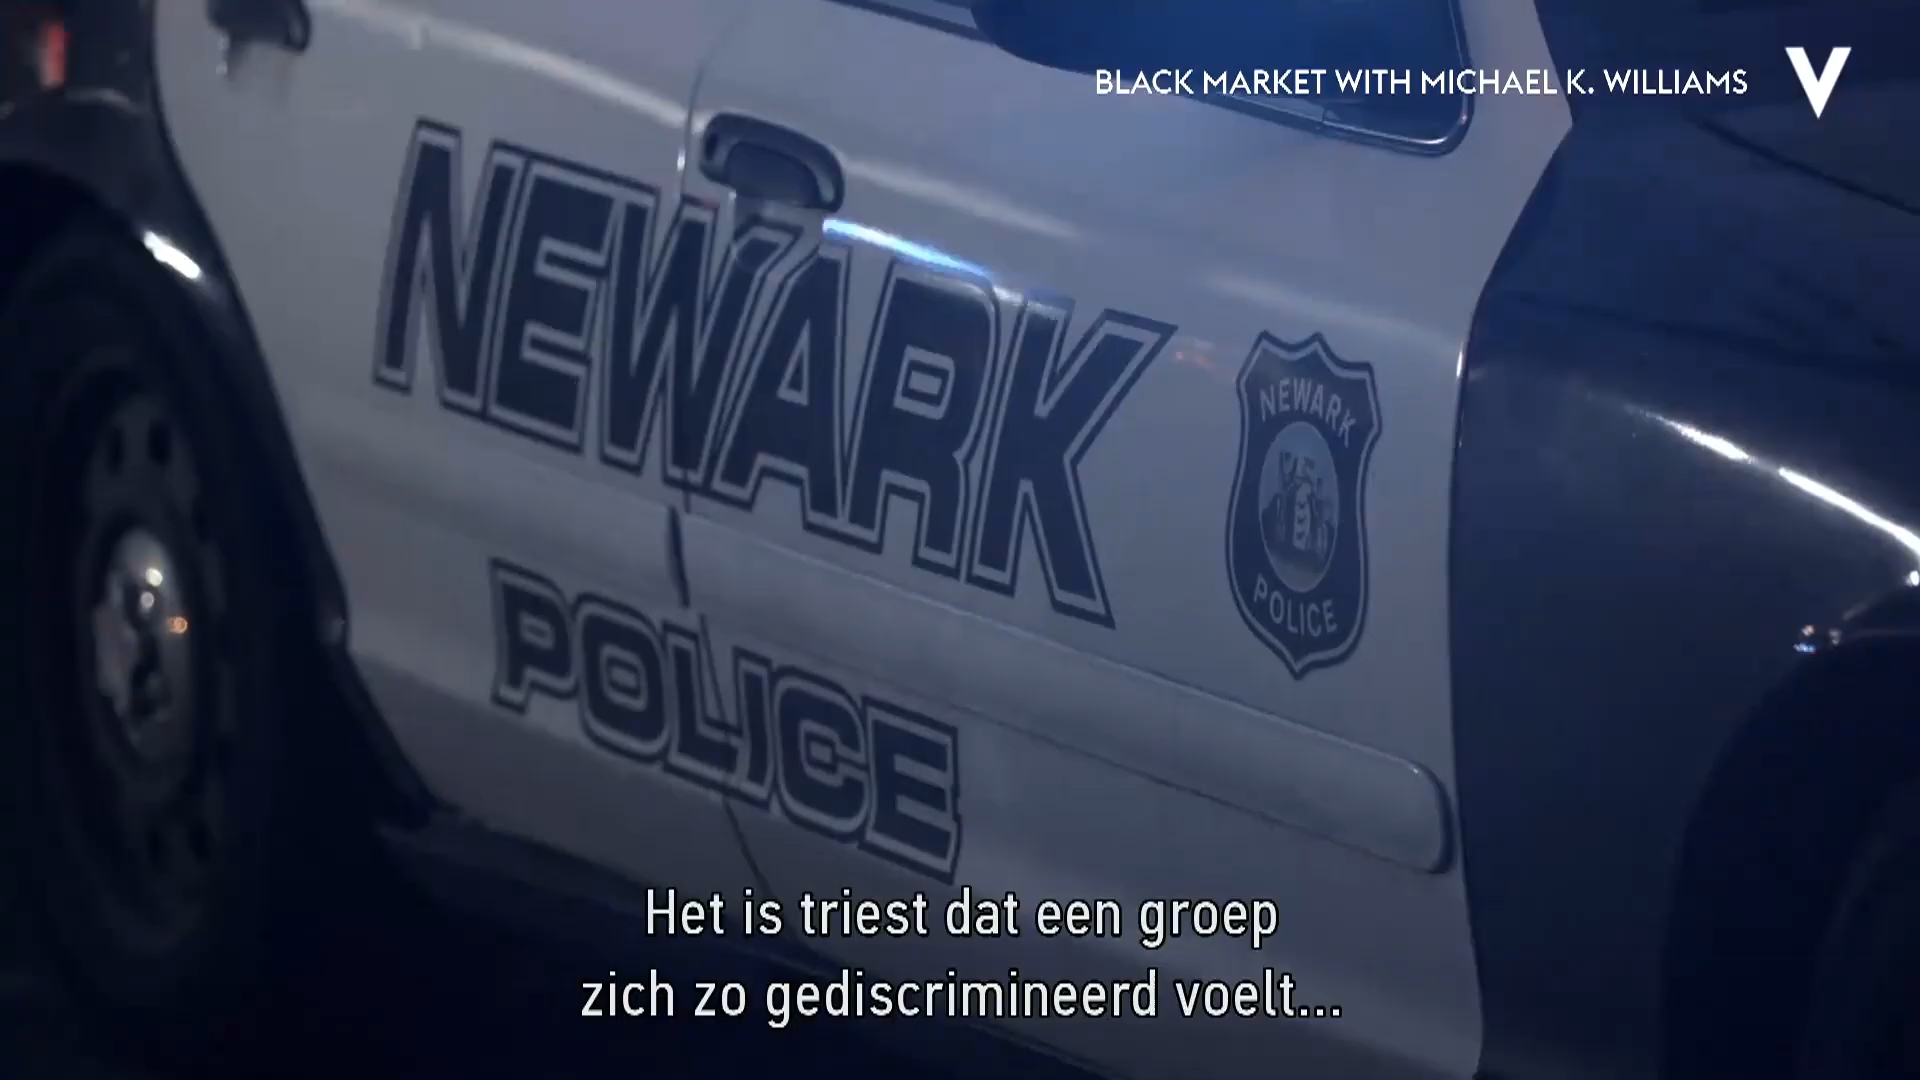 BLACK MARKET WITH MICHAEL K. WILLIAMS V
NEWARK
NEWARK
POLICE
POLICE
Het is triest dat een groep
zich zo gediscrimineerd voelt...